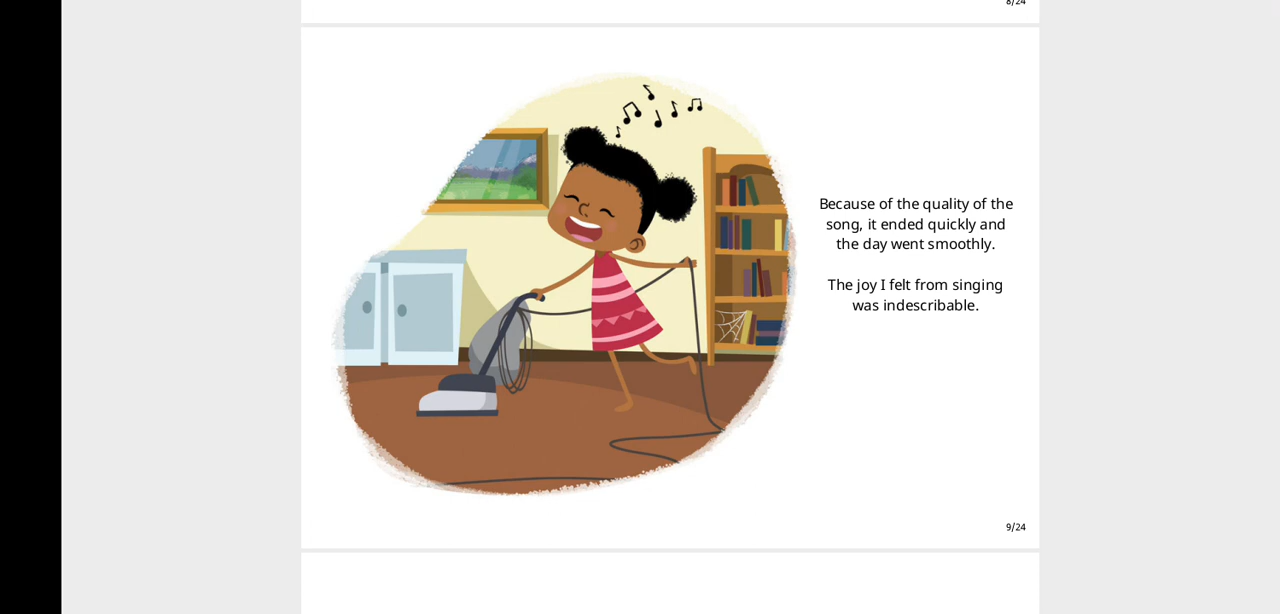 8/24
Because of the quality of the
song, it ended quickly and
the day went smoothly.
The joy I felt from singing
was indescribable.
9/24